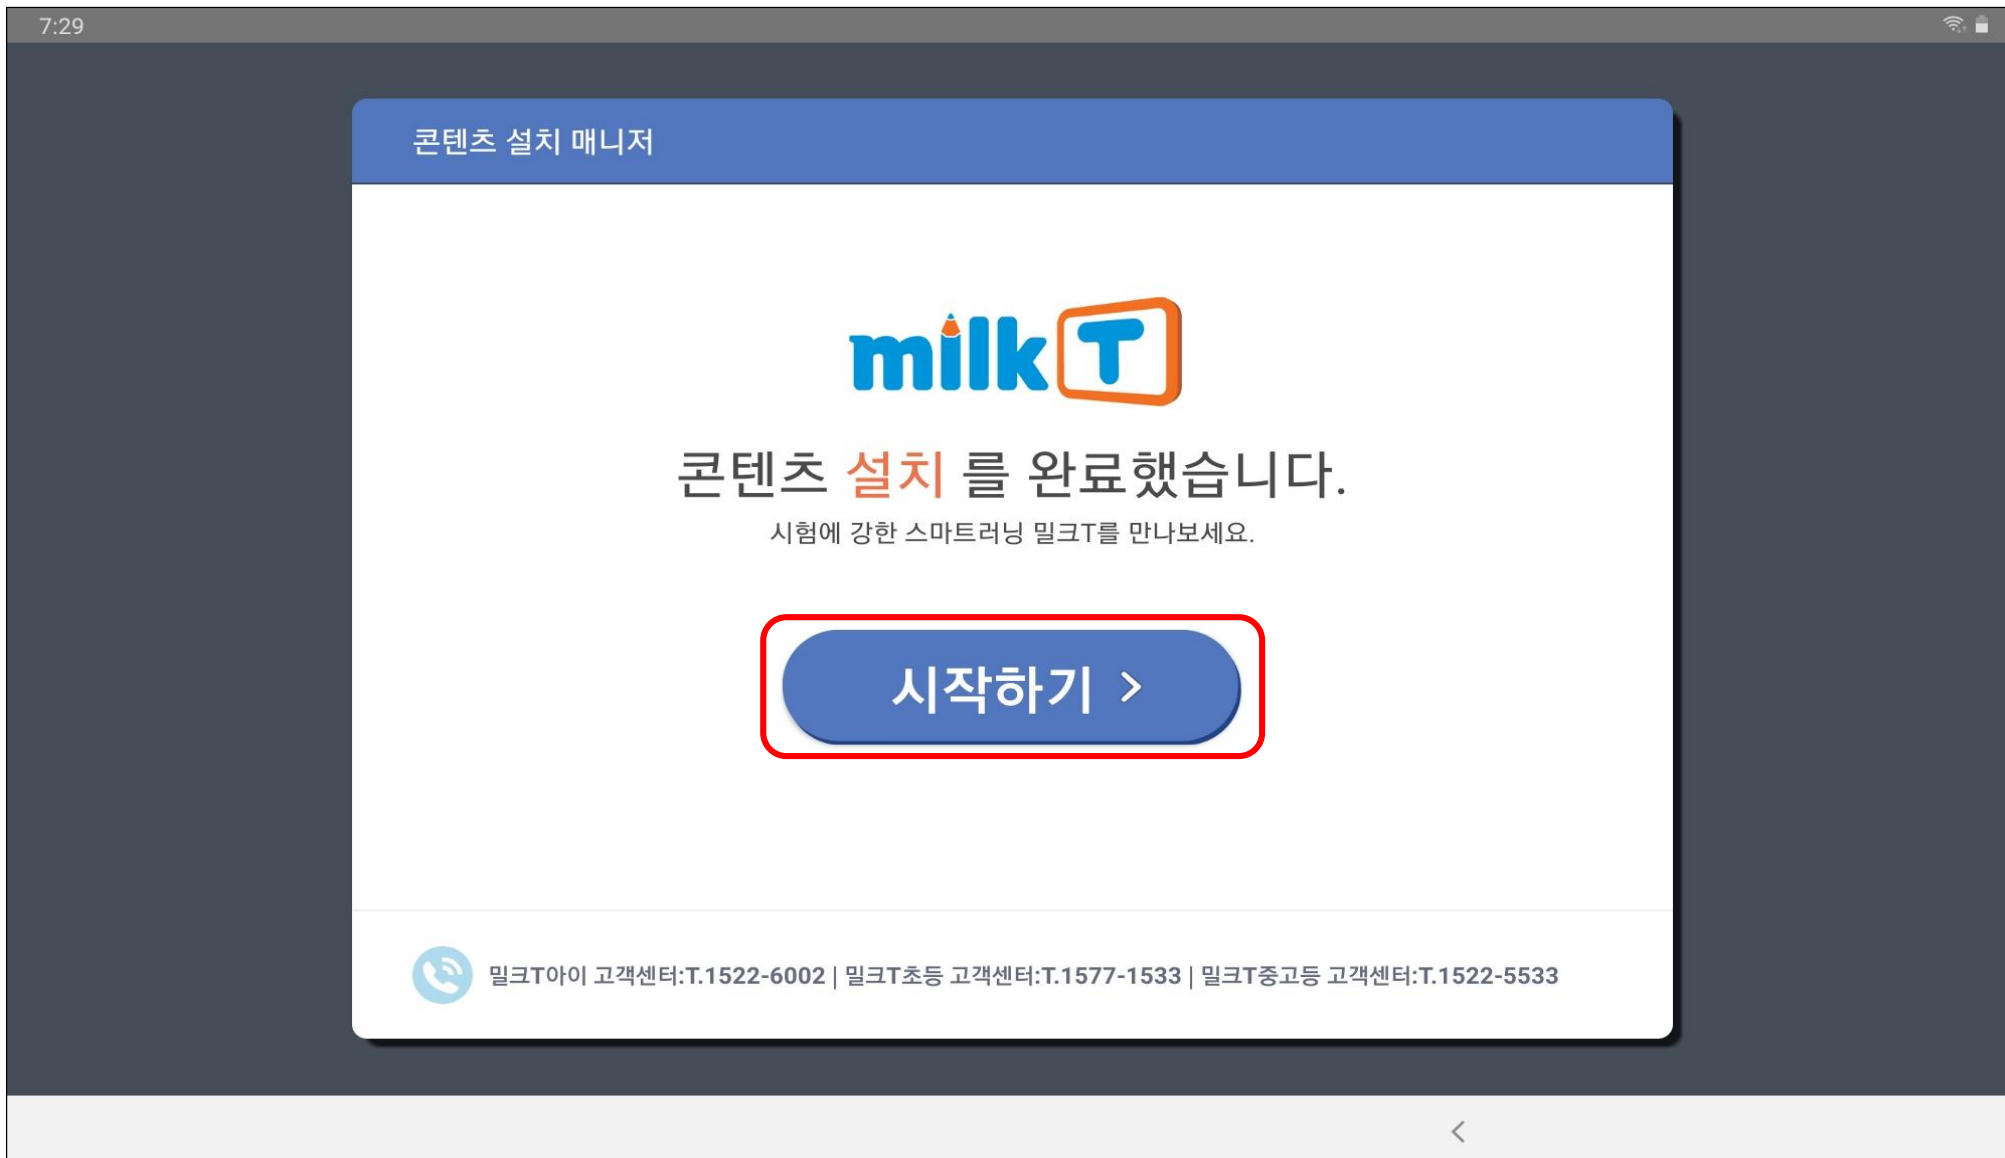 7:29
콘텐츠 설치 매니저
milkT
콘텐츠 설치 를 완료했습니다.
시험에 강한 스마트러닝 밀크T를 만나보세요.
시작하기 >
밀크T아이 고객센터:T.1522-6002 | 밀크T초등 고객센터:T.1577-1533 | 밀크T중고등 고객센터:T.1522-5533